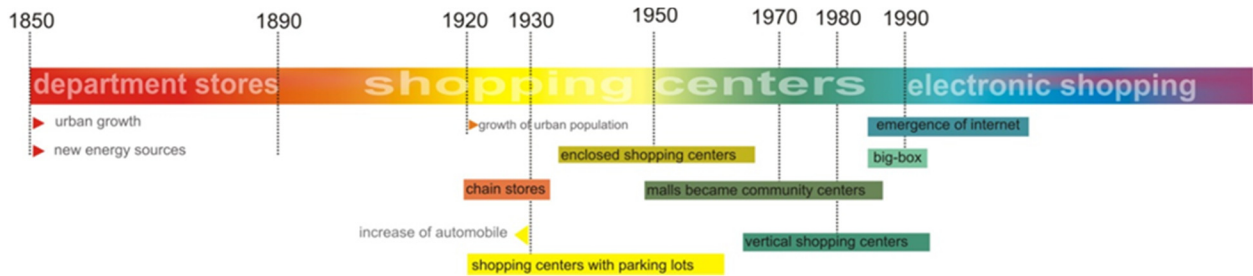 1850 1890 1920 1930 1950 1970 1980 1990
department stores shopping centers electronic shopping
urban growth growth of urban population emergence of internet
new energy sources enclosed shopping centers big-box
chain stores malls became community centers
increase of automobile vertical shopping centers
shopping centers with parking lots